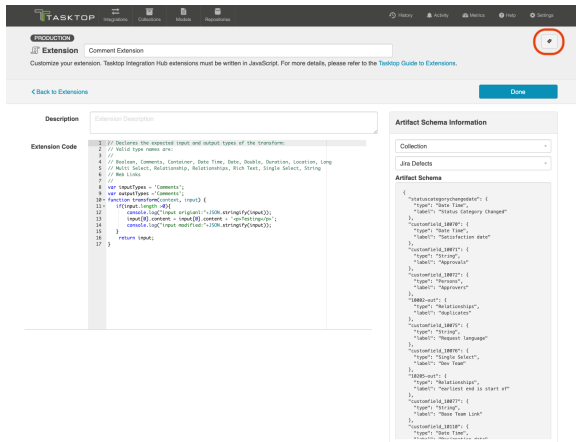 TASKTOP
Integrations
Collections
Models
Repositories
History
Activity
Metrics
Help
Settings
PRODUCTION
Extension
Comment Extension
Customize your extension. Tasktop Integration Hub extensions must be written in JavaScript. For more details, please refer to the Tasktop Guide to Extensions.
Back to Extensions
Done
Description
Extension Description
Extension Code
1 // Declares the expected input and output types of the transform:
2 // Valid type names are:
3 //
4 // Boolean, Comments, Container, Date Time, Date, Double, Duration, Location, Long
5 // Multi Select, Relationship, Relationships, Rich Text, Single Select, String
6 // Web Links
7 //
8 var inputTypes = 'Comments';
9 var outputTypes ='Comments';
10 function transform(context, input) {
11 if(input.length >0){
12 console.log("input origianl:"+JSON.stringify(input));
13 input[0].content = input[0].content + '<p>Testing</p>';
14 console.log("input modified:"+JSON.stringify(input));
15 }
16 return input;
17 }
Artifact Schema Information
Collection
Jira Defects
Artifact Schema
{
"statuscategorychangedate": {
"type": "Date Time",
"label": "Status Category Changed"
},
"customfield_10070": {
"type": "Date Time",
"label": "Satisfaction date"
},
"customfield_10071": {
"type": "String",
"label": "Approvals"
},
"customfield_10072": {
"type": "Persons",
"label": "Approvers"
},
"10002-out": {
"type": "Relationships",
"label": "duplicates"
},
"customfield_10075": {
"type": "String",
"label": "Request language"
},
"customfield_10076": {
"type": "Single Select",
"label": "Dev Team"
},
"10205-out": {
"type": "Relationships",
"label": "earliest end is start of"
},
"customfield_10077": {
"type": "String",
"label": "Base Team Link"
},
"customfield_10110": {
"type": "Date Time",